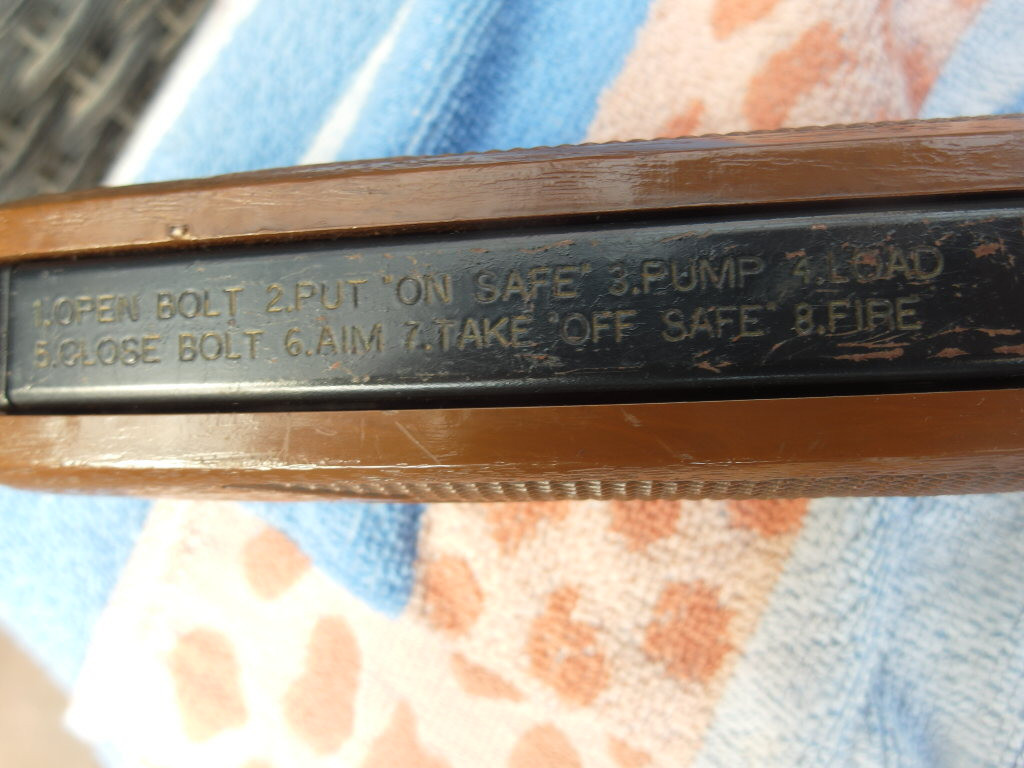 1.OPEN BOLT 2.PUT "ON SAFE" 3.PUMP 4.LOAD
5.CLOSE BOLT 6.AIM 7.TAKE "OFF SAFE" 8.FIRE